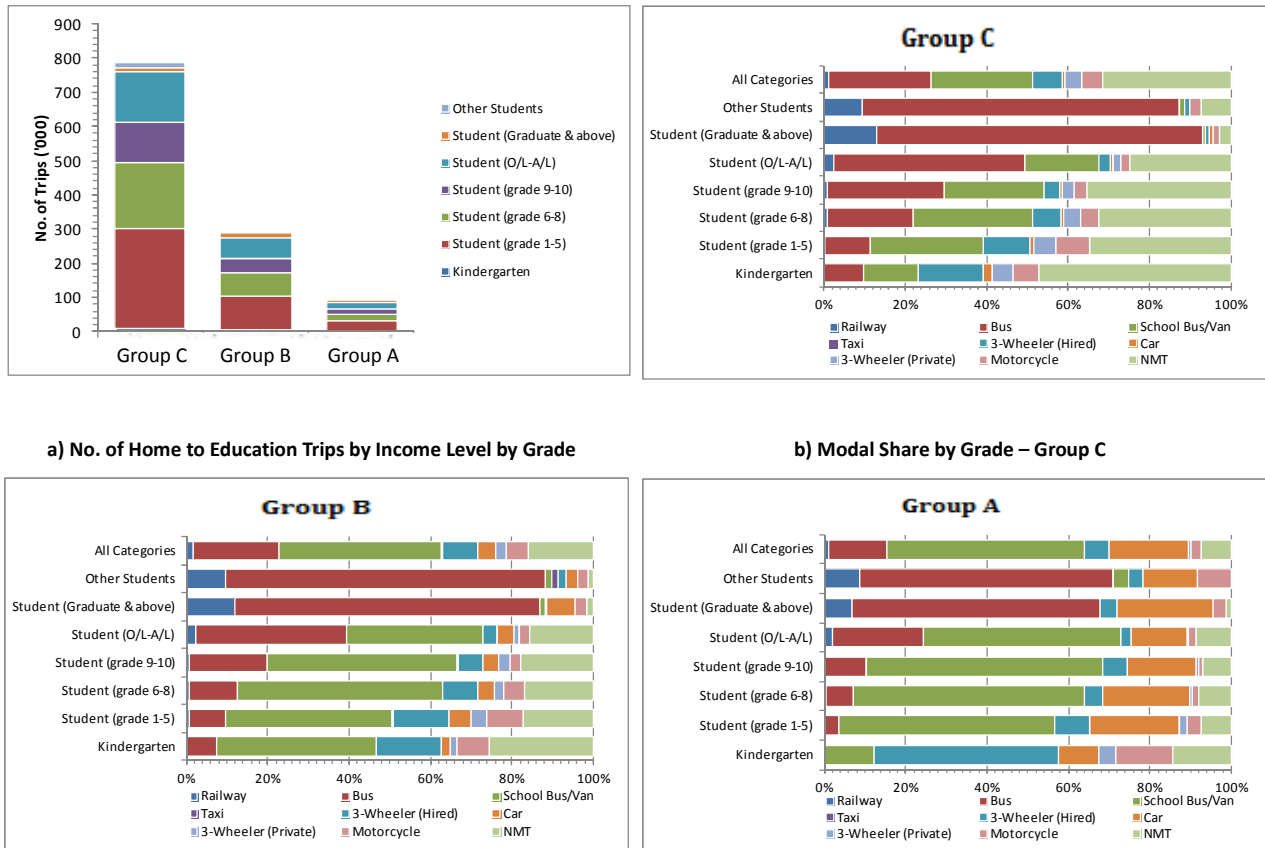 900
800
700
600
500
400
300
200
100
0
No. of Trips ('000)
Group C
Group B
Group A
Other Students
Student (Graduate & above)
Student (O/L-A/L)
Student (grade 9-10)
Student (grade 6-8)
Student (grade 1-5)
Kindergarten
Group C
All Categories
Other Students
Student (Graduate & above)
Student (O/L-A/L)
Student (grade 9-10)
Student (grade 6-8)
Student (grade 1-5)
Kindergarten
0% 20% 40% 60% 80% 100%
Railway Bus School Bus/Van
Taxi 3-Wheeler (Hired) Car
3-Wheeler (Private) Motorcycle NMT
a) No. of Home to Education Trips by Income Level by Grade
b) Modal Share by Grade – Group C
Group B
All Categories
Other Students
Student (Graduate & above)
Student (O/L-A/L)
Student (grade 9-10)
Student (grade 6-8)
Student (grade 1-5)
Kindergarten
0% 20% 40% 60% 80% 100%
Railway Bus School Bus/Van
Taxi 3-Wheeler (Hired) Car
3-Wheeler (Private) Motorcycle NMT
Group A
All Categories
Other Students
Student (Graduate & above)
Student (O/L-A/L)
Student (grade 9-10)
Student (grade 6-8)
Student (grade 1-5)
Kindergarten
0% 20% 40% 60% 80% 100%
Railway Bus School Bus/Van
Taxi 3-Wheeler (Hired) Car
3-Wheeler (Private) Motorcycle NMT